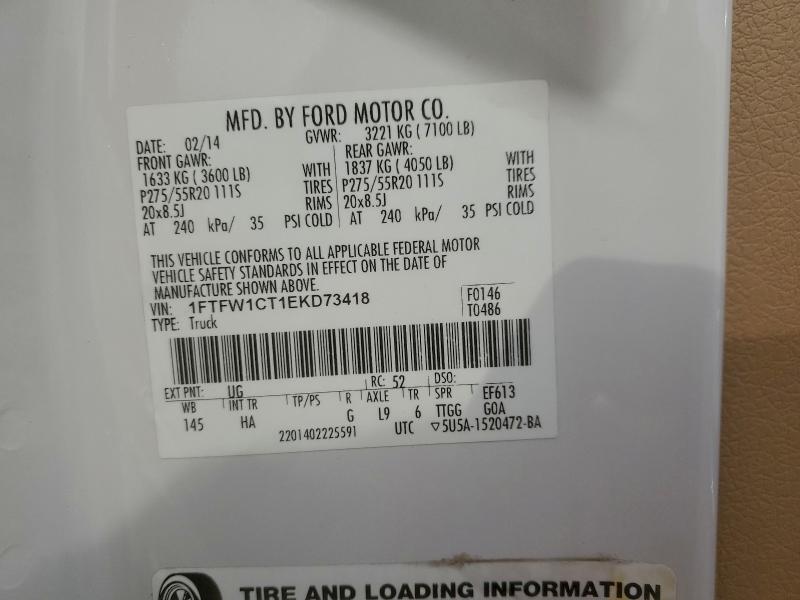 MFD. BY FORD MOTOR CO.
DATE: 02/14 GVWR: 3221 KG ( 7100 LB)
FRONT GAWR: REAR GAWR:
1633 KG ( 3600 LB) WITH 1837 KG ( 4050 LB) WITH
P275/55R20 111S TIRES P275/55R20 111S TIRES
20x8.5J RIMS 20x8.5J RIMS
AT 240 kPa/ 35 PSI COLD AT 240 kPa/ 35 PSI COLD
THIS VEHICLE CONFORMS TO ALL APPLICABLE FEDERAL MOTOR
VEHICLE SAFETY STANDARDS IN EFFECT ON THE DATE OF
MANUFACTURE SHOWN ABOVE.
VIN: 1FTFW1CT1EKD73418 F0146
TYPE: Truck T0486
EXT PNT: UG RC: 52 DSO:
WB INT TR TP/PS R AXLE TR SPR EF613
145 HA G L9 6 TTGG GOA
2201402225591 UTC ▽5U5A-1520472-BA
TIRE AND LOADING INFORMATION